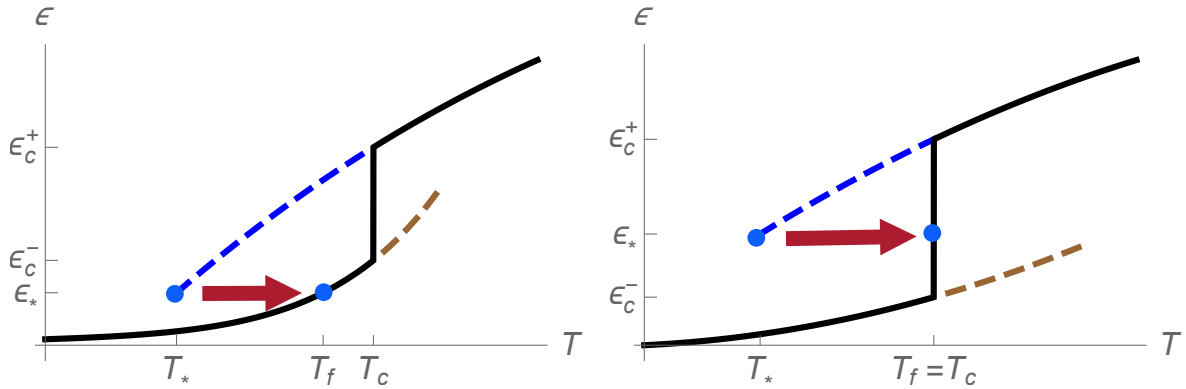 ϵ
ϵ_c^+
ϵ_c^-
ϵ_*
T_*
T_f
T_c
T
ϵ
ϵ_c^+
ϵ_*
ϵ_c^-
T_*
T_f = T_c
T